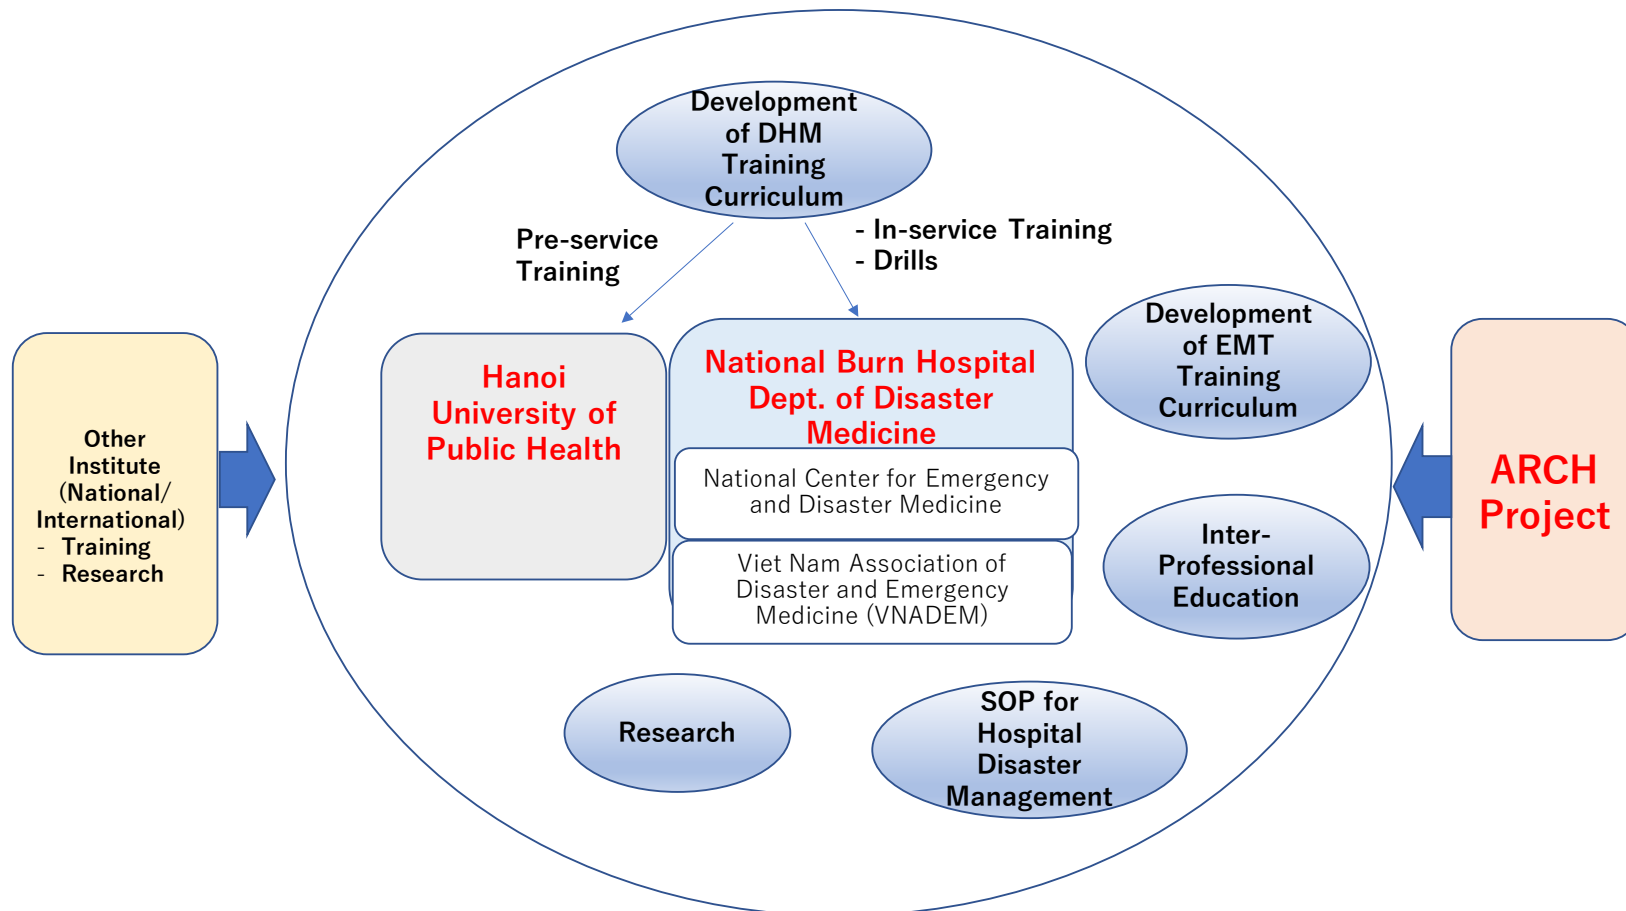 Development
of DHM
Training
Curriculum
Pre-service
Training
- In-service Training
- Drills
Development
of EMT
Training
Curriculum
Hanoi
University of
Public Health
National Burn Hospital
Dept. of Disaster
Medicine
National Center for Emergency
and Disaster Medicine
Viet Nam Association of
Disaster and Emergency
Medicine (VNADEM)
Other
Institute
(National/
International)
- Training
- Research
ARCH
Project
Inter-
Professional
Education
Research
SOP for
Hospital
Disaster
Management